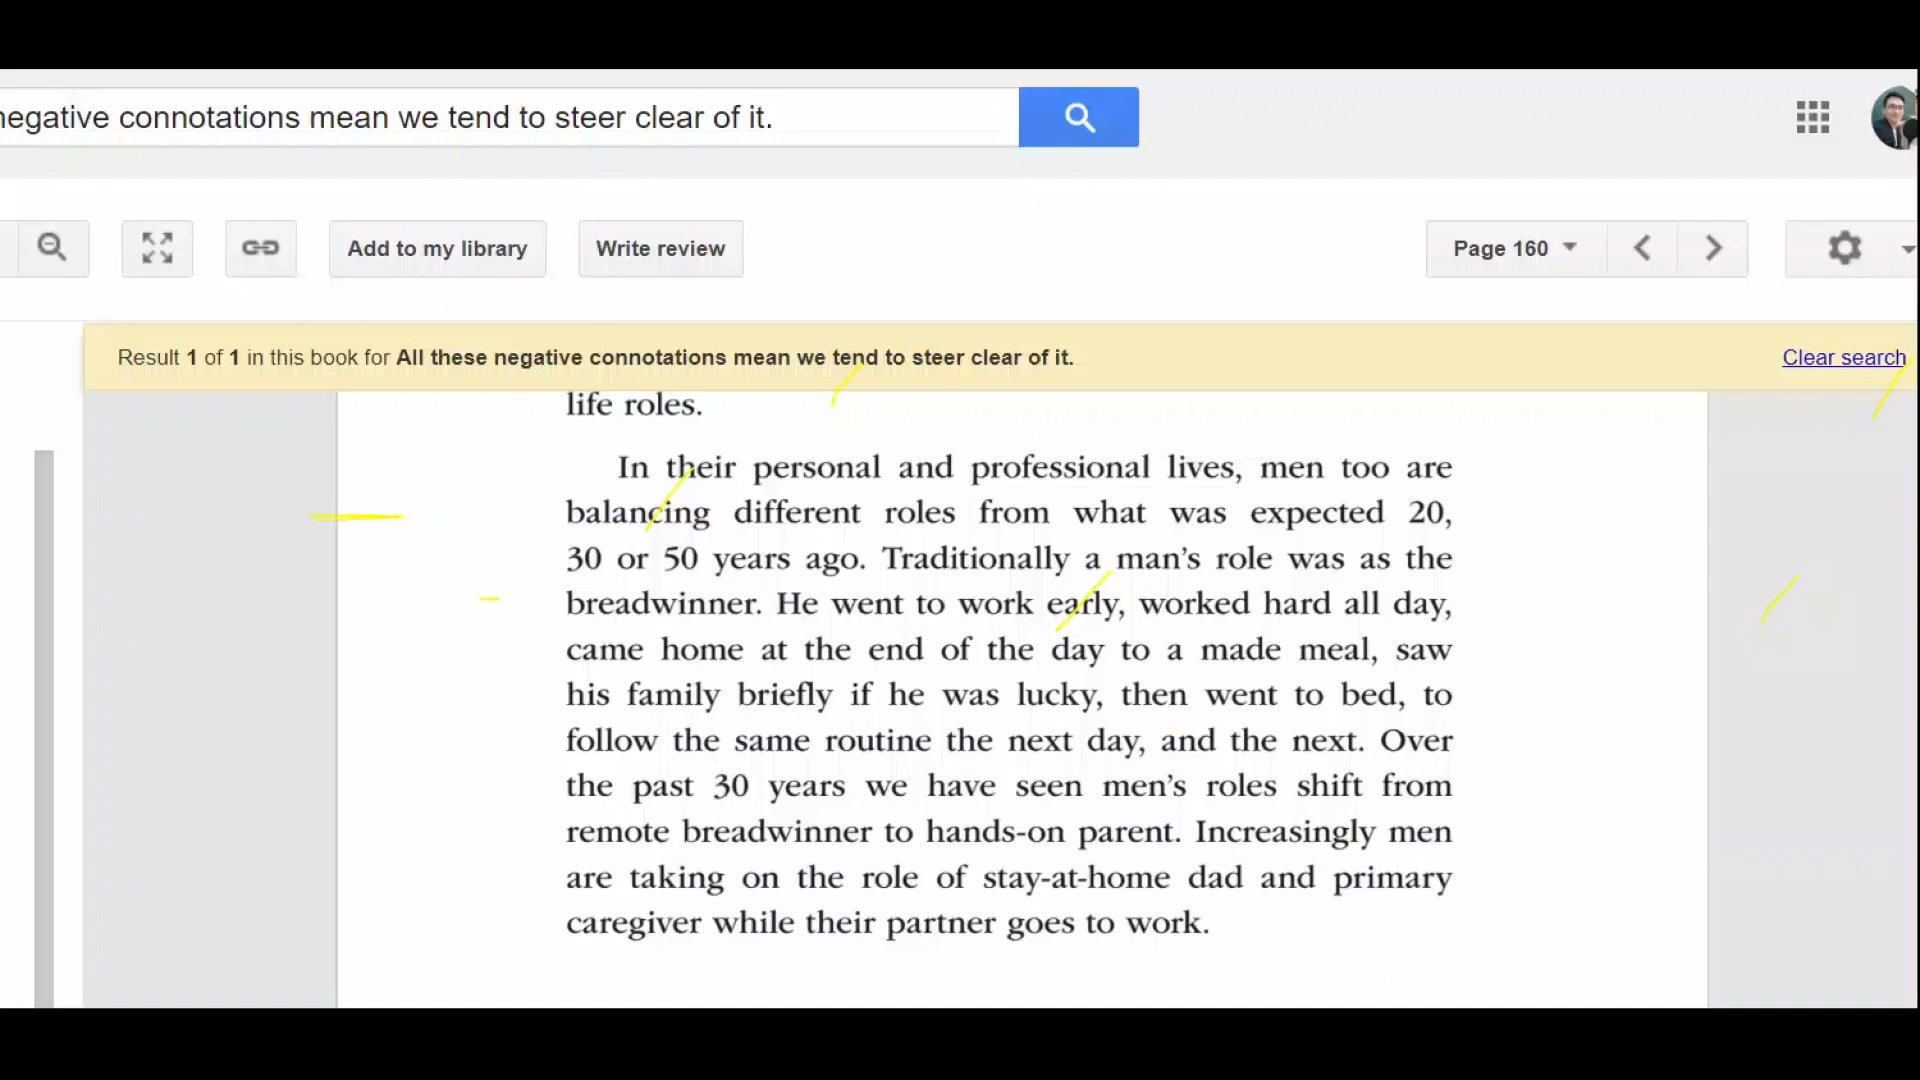 negative connotations mean we tend to steer clear of it.
Add to my library
Write review
Page 160
Result 1 of 1 in this book for All these negative connotations mean we tend to steer clear of it.
Clear search
life roles.
In their personal and professional lives, men too are
balancing different roles from what was expected 20,
30 or 50 years ago. Traditionally a man's role was as the
breadwinner. He went to work early, worked hard all day,
came home at the end of the day to a made meal, saw
his family briefly if he was lucky, then went to bed, to
follow the same routine the next day, and the next. Over
the past 30 years we have seen men's roles shift from
remote breadwinner to hands-on parent. Increasingly men
are taking on the role of stay-at-home dad and primary
caregiver while their partner goes to work.